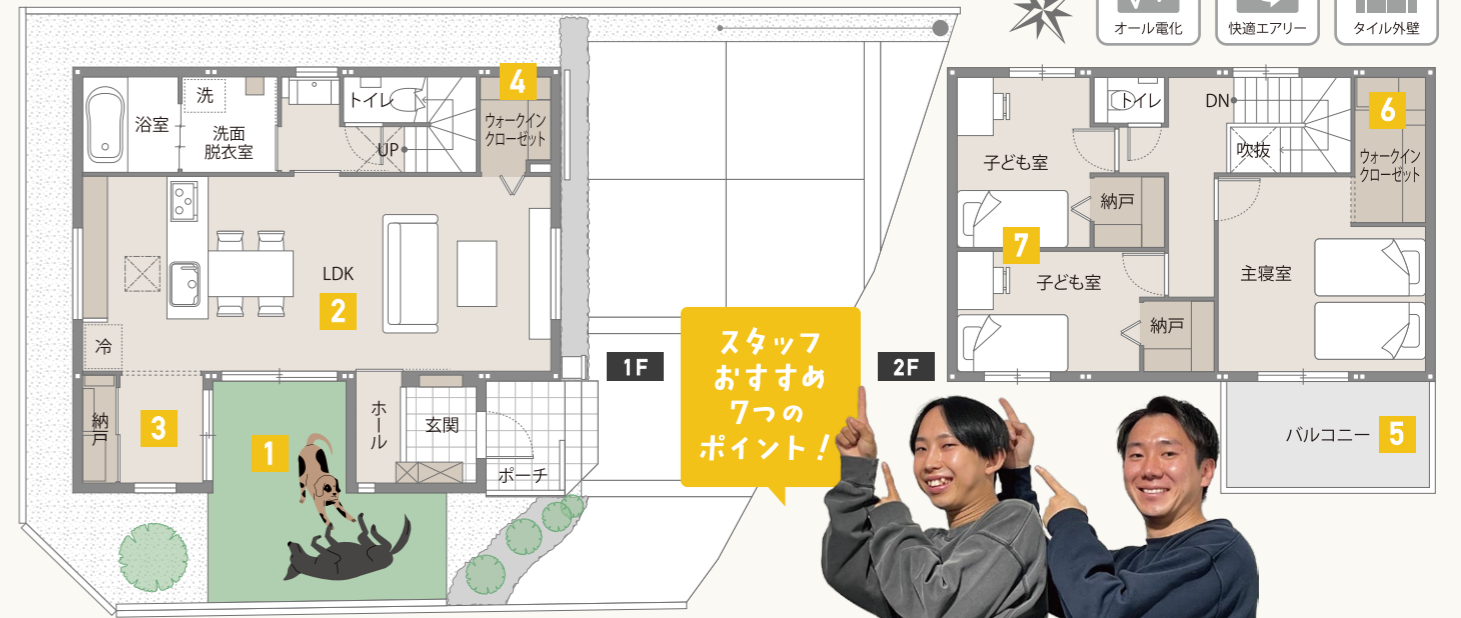 オール電化
快適エアリー
タイル外壁
浴室
洗
洗面
脱衣室
トイレ
UP
4
ウォークイン
クローゼット
LDK
2
冷
納戸
3
1
ホール
玄関
ポーチ
1F
スタッフ
おすすめ
7つの
ポイント!
2F
子ども室
トイレ
DN
吹抜
6
ウォークイン
クローゼット
納戸
7
子ども室
納戸
主寝室
バルコニー
5